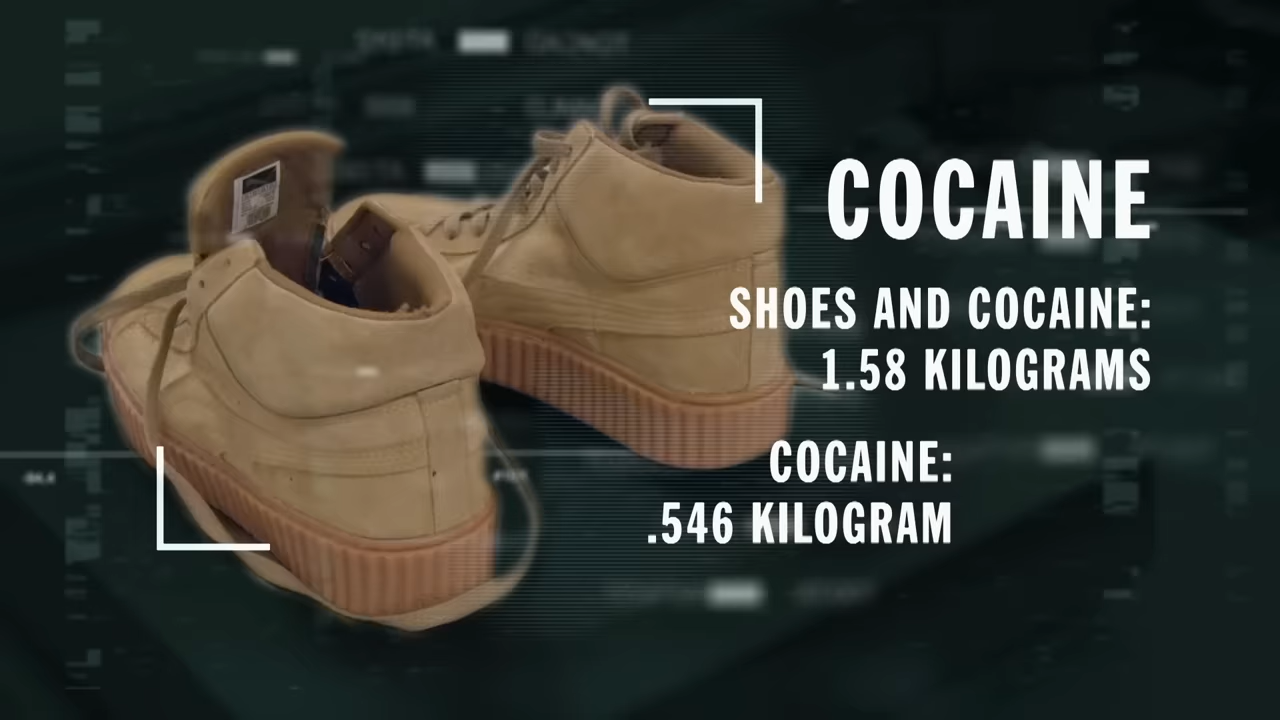 COCAINE
SHOES AND COCAINE:
1.58 KILOGRAMS
COCAINE:
.546 KILOGRAM